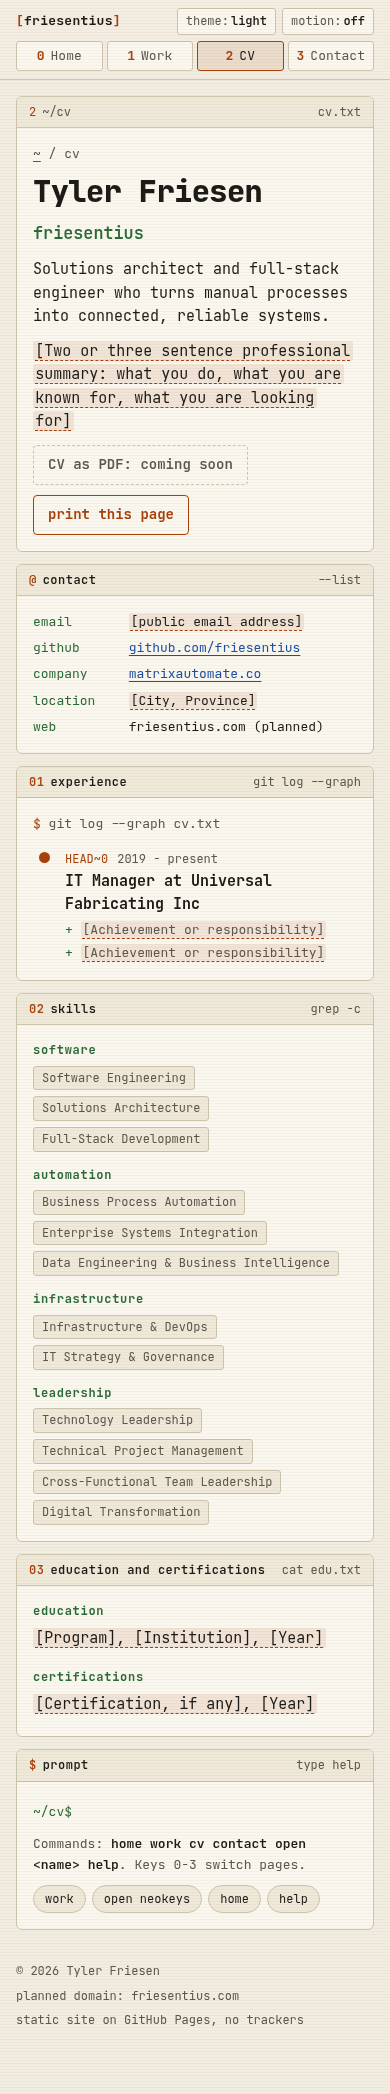 [friesentius]
theme: light
motion: off
0 Home
1 Work
2 CV
3 Contact
2 ~/cv
cv.txt
~ / cv
Tyler Friesen
friesentius
Solutions architect and full-stack
engineer who turns manual processes
into connected, reliable systems.
[Two or three sentence professional
summary: what you do, what you are
known for, what you are looking
for]
CV as PDF: coming soon
print this page
@ contact
--list
email [public email address]
github github.com/friesentius
company matrixautomate.co
location [City, Province]
web friesentius.com (planned)
01 experience
git log --graph
$ git log --graph cv.txt
HEAD~0 2019 - present
IT Manager at Universal
Fabricating Inc
+ [Achievement or responsibility]
+ [Achievement or responsibility]
02 skills
grep -c
software
Software Engineering
Solutions Architecture
Full-Stack Development
automation
Business Process Automation
Enterprise Systems Integration
Data Engineering & Business Intelligence
infrastructure
Infrastructure & DevOps
IT Strategy & Governance
leadership
Technology Leadership
Technical Project Management
Cross-Functional Team Leadership
Digital Transformation
03 education and certifications
cat edu.txt
education
[Program], [Institution], [Year]
certifications
[Certification, if any], [Year]
$ prompt
type help
~/cv$
Commands: home work cv contact open
<name> help. Keys 0-3 switch pages.
work
open neokeys
home
help
© 2026 Tyler Friesen
planned domain: friesentius.com
static site on GitHub Pages, no trackers